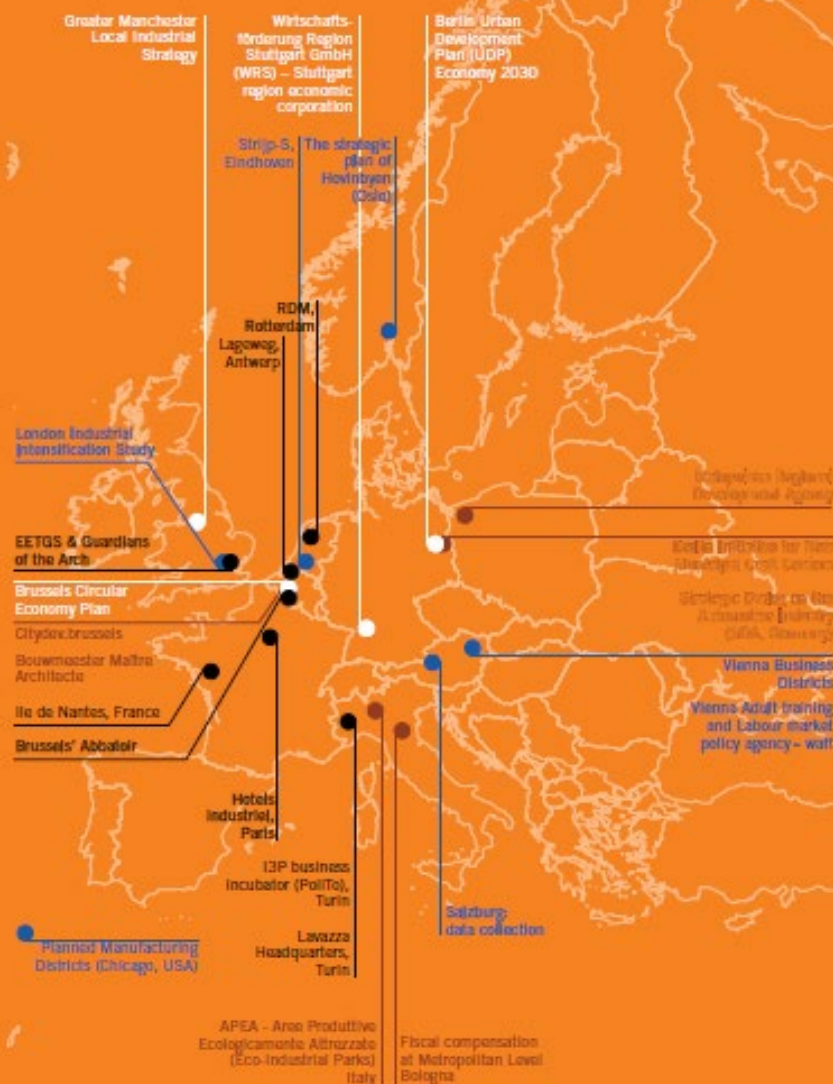 Greater Manchester
Local Industrial
Strategy
Wirtschafts-
förderung Region
Stuttgart GmbH
(WRS) – Stuttgart
region economic
corporation
Berlin Urban
Development
Plan (UDP)
Economy 2030
Strijp-S,
Eindhoven
The strategic
plan of
Hovinbyen
(Oslo)
RDM,
Rotterdam
Lageweg,
Antwerp
London Industrial
Intensification Study
EETGS & Guardians
of the Arch
Brussels Circular
Economy Plan
Citydev.brussels
Bouwmeester Maître
Architecte
Ile de Nantes, France
Brussels' Abbatoir
Hotels
Industriel,
Paris
I3P business
incubator (PoliTo),
Turin
Lavazza
Headquarters,
Turin
Development
Vienna Business
Districts
Vienna Adult training
and Labour market
policy agency – waff
Salzburg:
data collection
Planned Manufacturing
Districts (Chicago, USA)
APEA - Aree Produttive
Ecologicamente Attrezzate
(Eco-Industrial Parks)
Italy
Fiscal compensation
at Metropolitan Level
Bologna